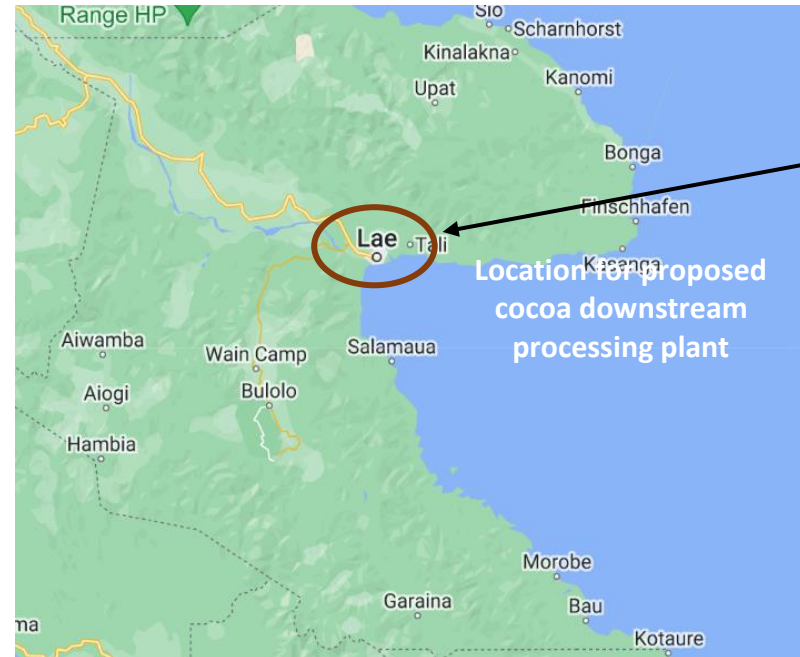 Range HP
Sio
Scharnhorst
Kinalakna
Kanomi
Upat
Bonga
Finschhafen
Lae
Tali
Kasanga
Location for proposed
cocoa downstream
processing plant
Aiwamba
Wain Camp
Salamaua
Aiogi
Bulolo
Hambia
Morobe
Garaina
Bau
ma
Kotaure